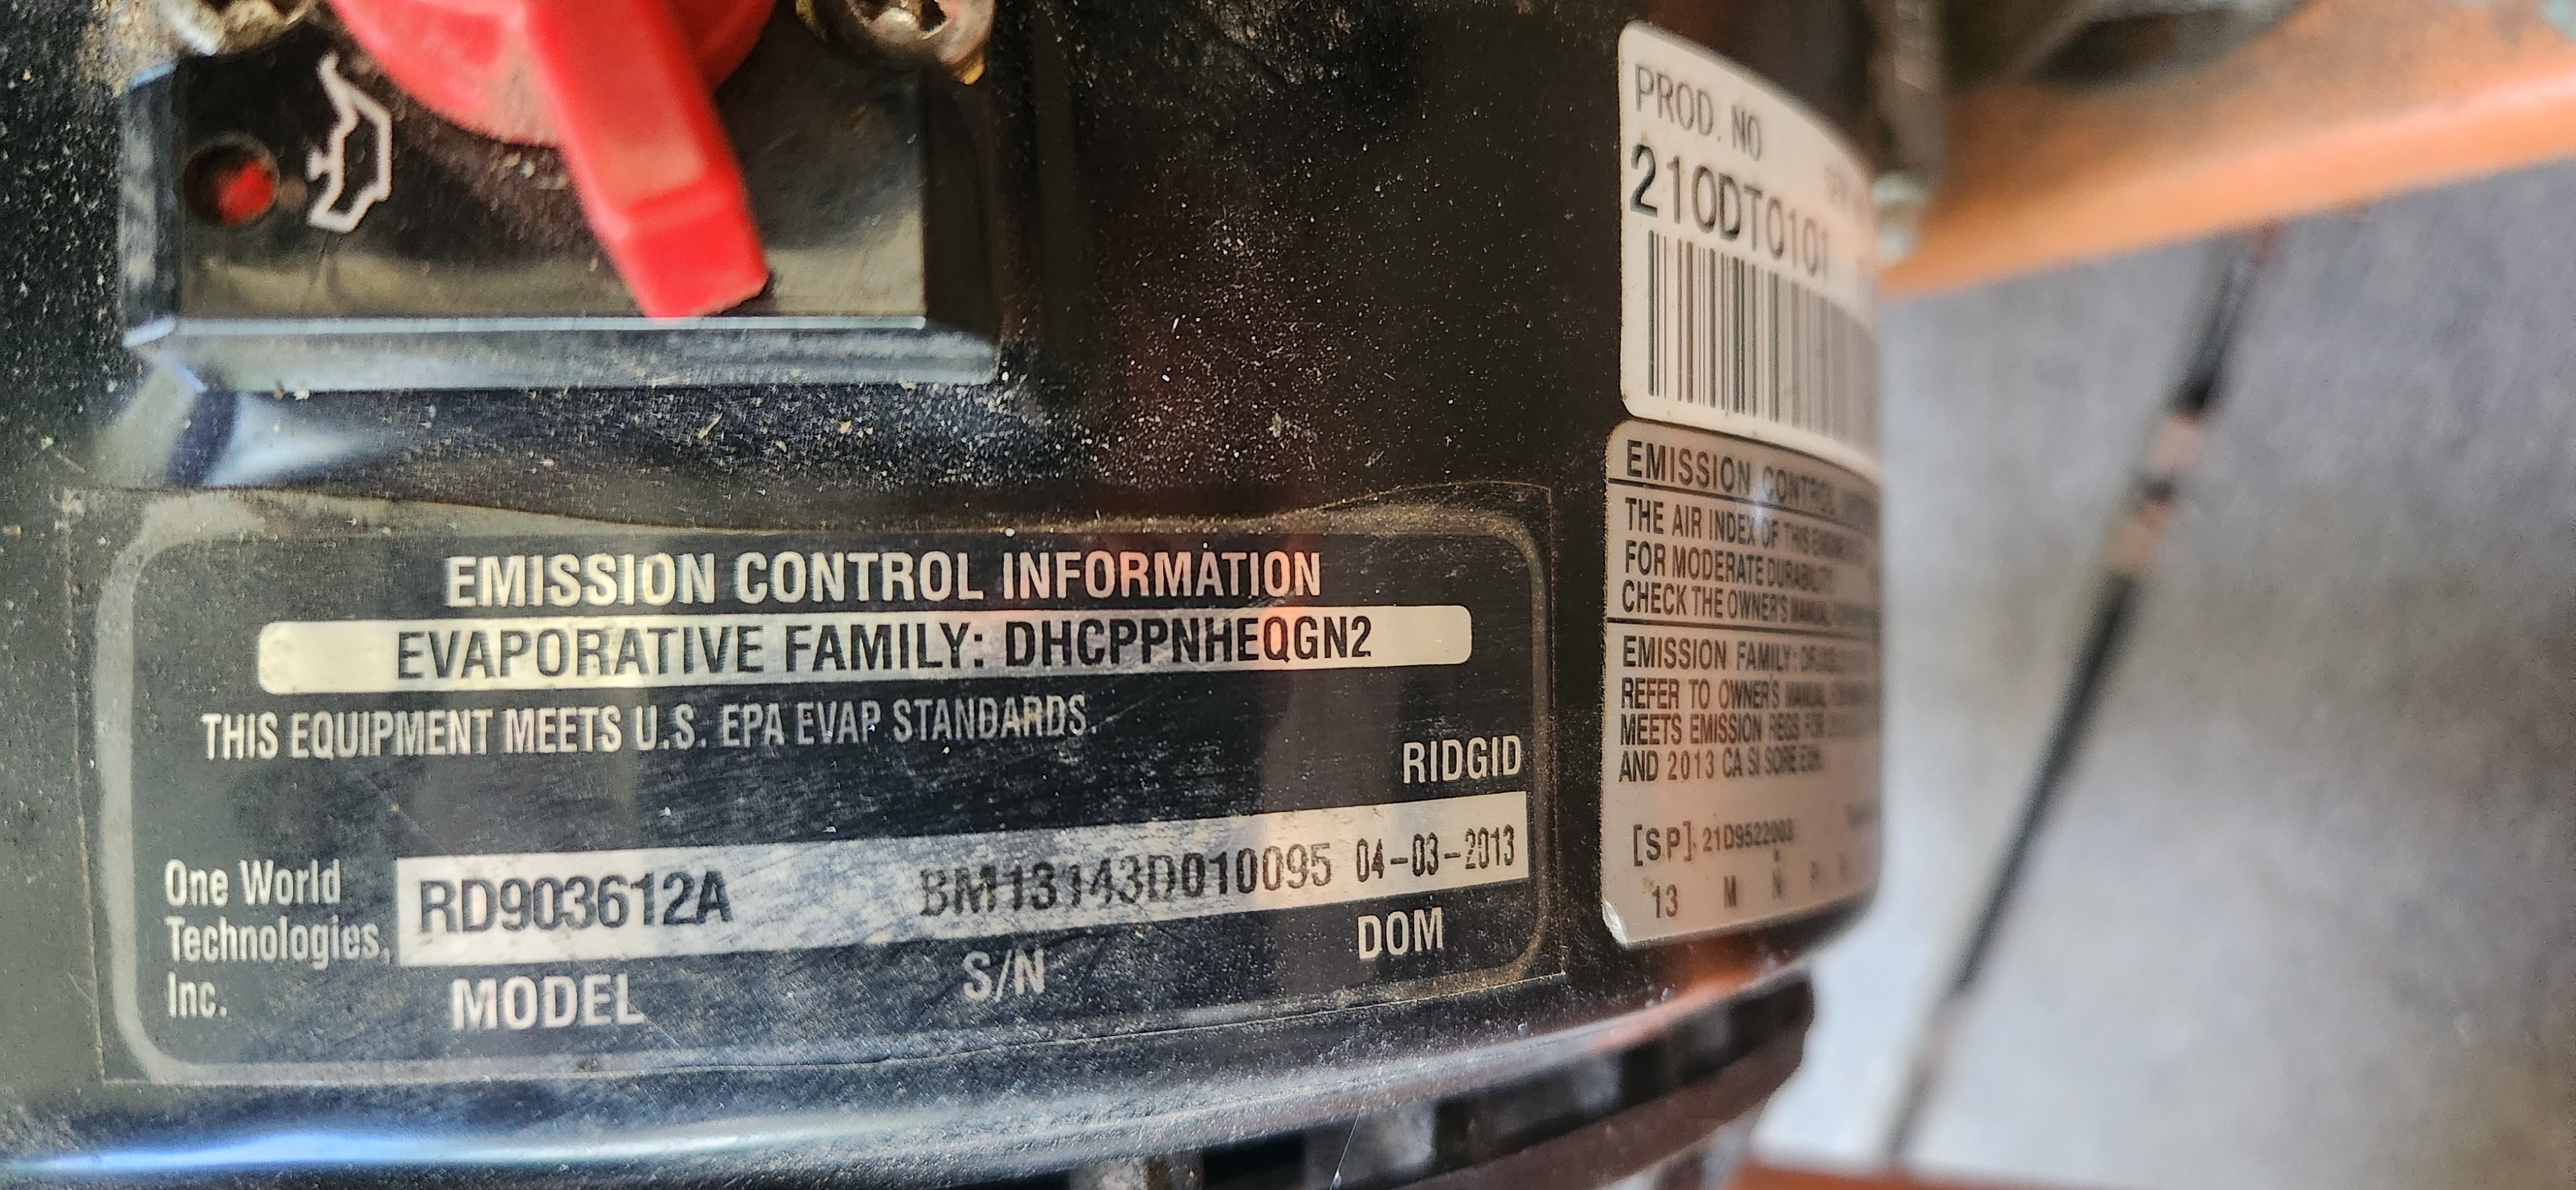 EMISSION CONTROL INFORMATION
EVAPORATIVE FAMILY: DHCPPNHEQGN2
THIS EQUIPMENT MEETS U.S. EPA EVAP STANDARDS.
RIDGID
One World
Technologies,
Inc.
RD903612A BM13143D010095 04-03-2013
MODEL S/N DOM
PROD. NO
210DT0101
EMISSION CONTROL
THE AIR INDEX OF THIS
FOR MODERATE DURABILITY
CHECK THE OWNER'S MANUAL
EMISSION FAMILY:
REFER TO OWNER'S MANUAL
MEETS EMISSION REGS FOR
AND 2013 CA SI SORE
[SP]
13 M N